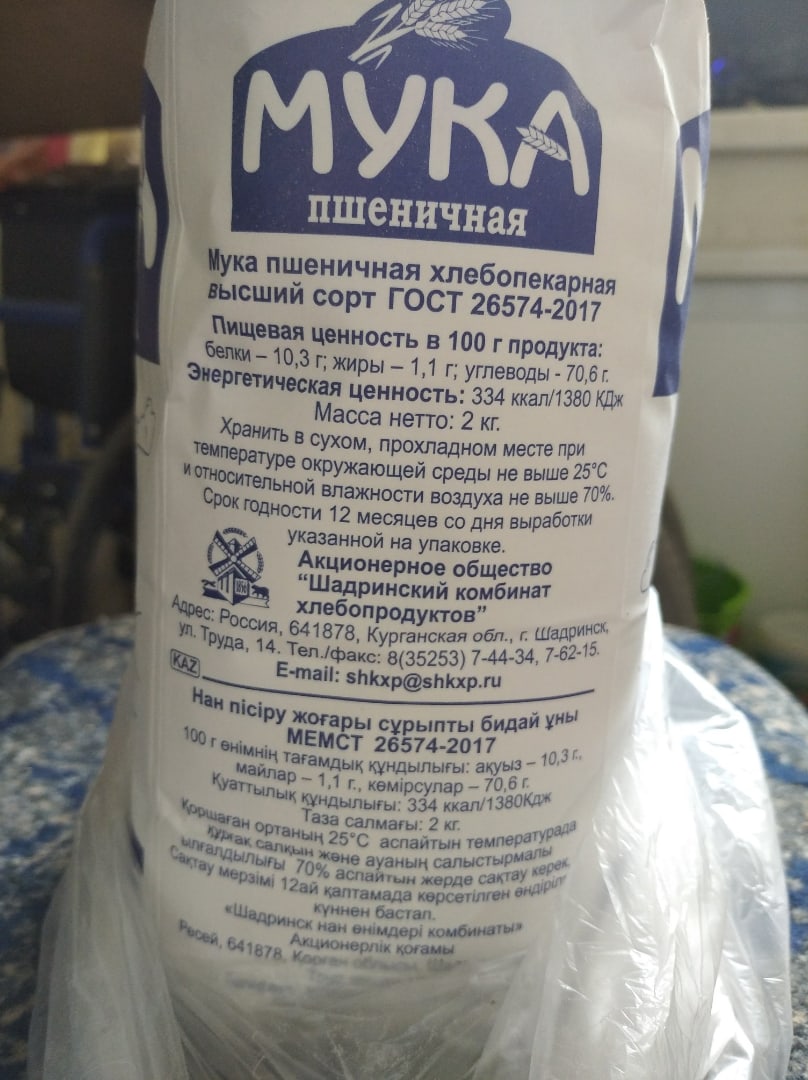 МУКА
пшеничная
Мука пшеничная хлебопекарная
высший сорт ГОСТ 26574-2017
Пищевая ценность в 100 г продукта:
белки – 10,3 г; жиры – 1,1 г; углеводы - 70,6 г.
Энергетическая ценность: 334 ккал/1380 КДж
Масса нетто: 2 кг.
Хранить в сухом, прохладном месте при
температуре окружающей среды не выше 25°С
и относительной влажности воздуха не выше 70%.
Срок годности 12 месяцев со дня выработки
указанной на упаковке.
Акционерное общество
“Шадринский комбинат
хлебопродуктов”
Адрес: Россия, 641878, Курганская обл., г. Шадринск,
ул. Труда, 14. Тел./факс: 8(35253) 7-44-34, 7-62-15.
E-mail: shkxp@shkxp.ru
KAZ
Нан пісіру жоғары сұрыпты бидай ұны
МЕМСТ 26574-2017
100 г өнімнің тағамдық құндылығы: ақуыз – 10,3 г.,
майлар – 1,1 г., көмірсулар – 70,6 г.
Қуаттылық құндылығы: 334 ккал/1380Кдж
Таза салмағы: 2 кг.
Қоршаған ортаның 25°С аспайтын температурада
құрғақ салқын және ауаның салыстырмалы
ылғалдылығы 70% аспайтын жерде сақтау керек.
Сақтау мерзімі 12ай қаптамада көрсетілген
күннен бастап.
«Шадринск нан өнімдері комбинаты»
Акционерлік қоғамы
Ресей, 641878,